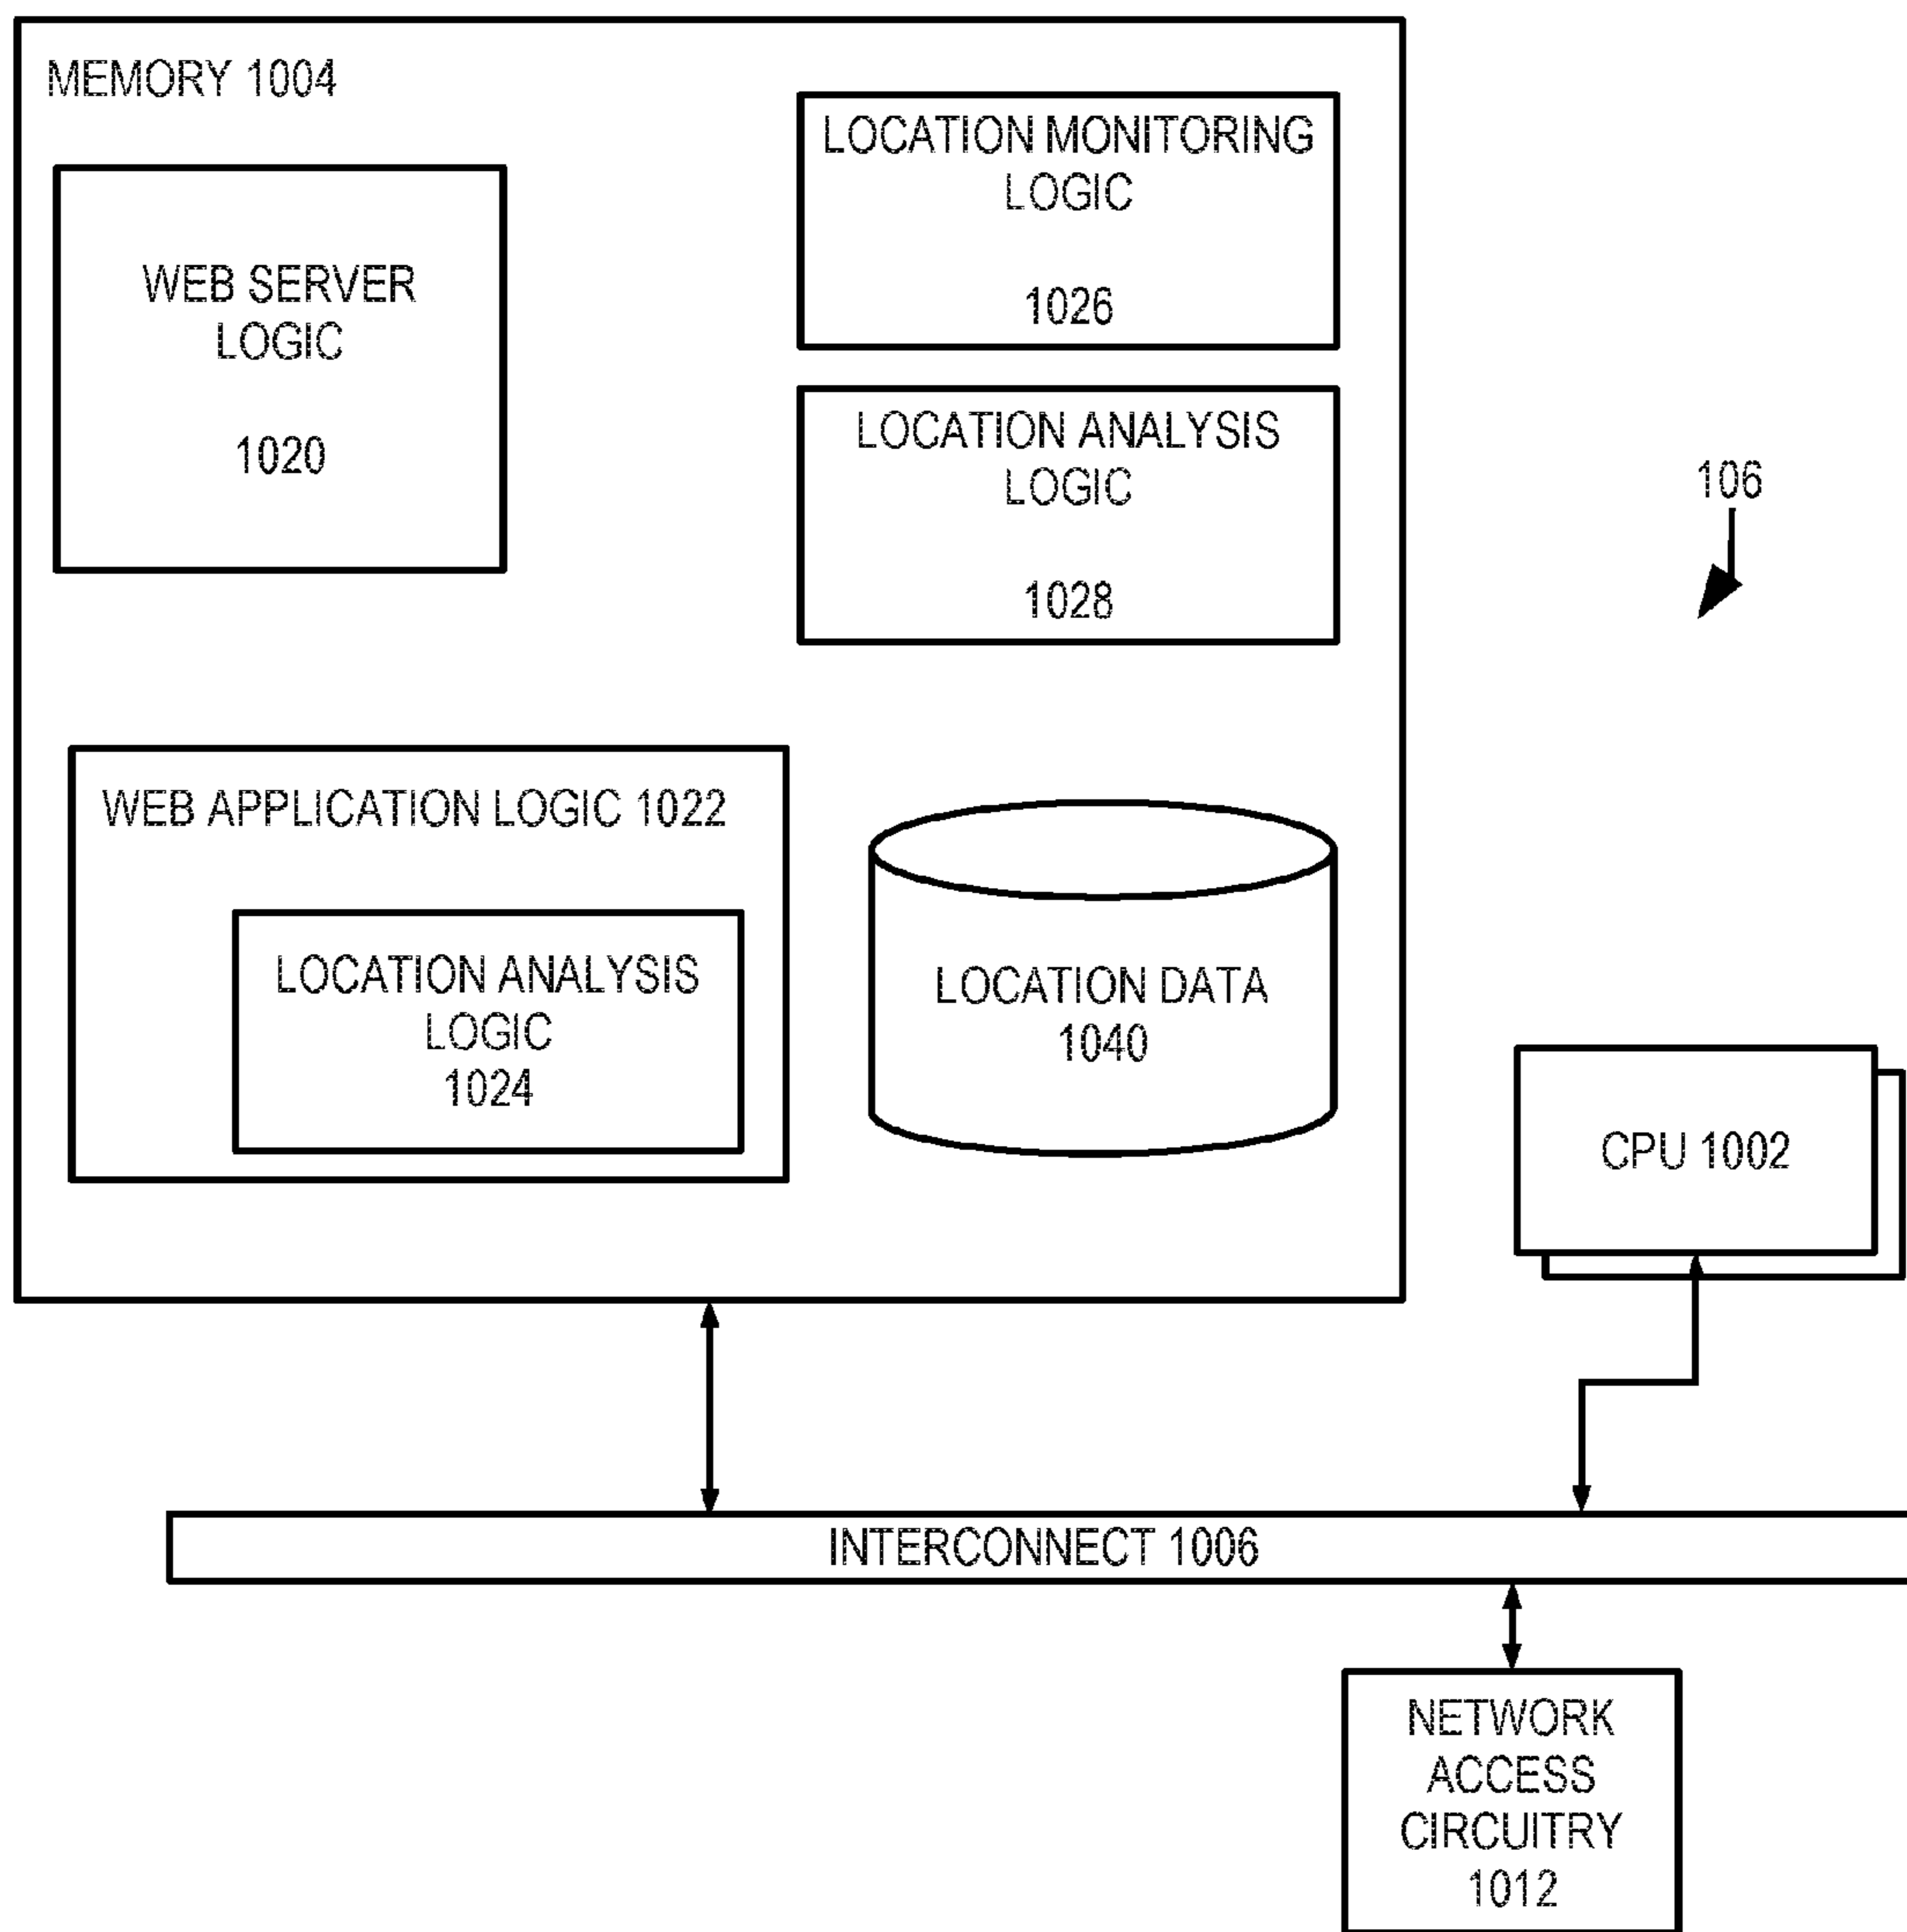 MEMORY 1004
WEB SERVER
LOGIC
1020
LOCATION MONITORING
LOGIC
1026
LOCATION ANALYSIS
LOGIC
1028
106
WEB APPLICATION LOGIC 1022
LOCATION ANALYSIS
LOGIC
1024
LOCATION DATA
1040
CPU 1002
INTERCONNECT 1006
NETWORK
ACCESS
CIRCUITRY
1012